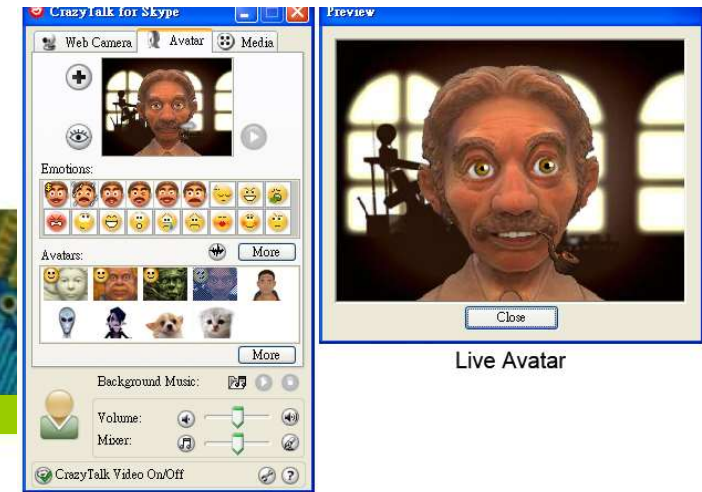 CrazyTalk for Skype
Web Camera
Avatar
Media
Emotions:
Avatars:
More
More
Background Music:
Volume:
Mixer:
CrazyTalk Video On/Off
?
Preview
Close
Live Avatar